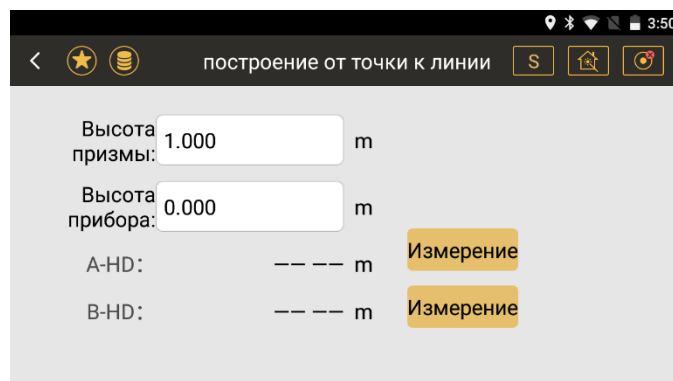 3:50
построение от точки к линии S
Высота
призмы: 1.000 m
Высота
прибора: 0.000 m
A-HD: –– –– m Измерение
B-HD: –– –– m Измерение